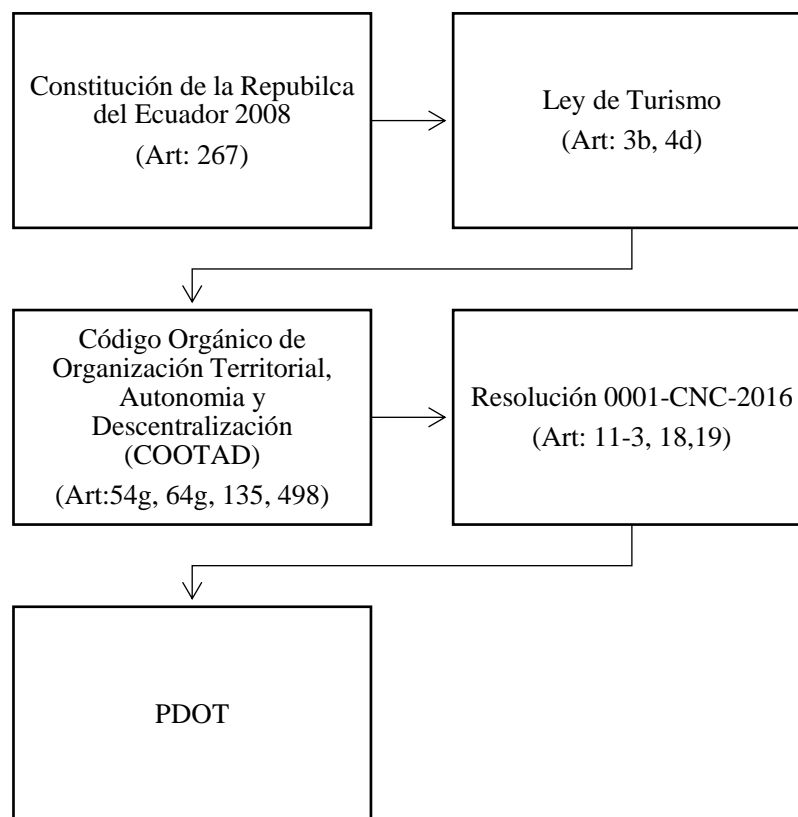 Constitución de la Repubilca
del Ecuador 2008
(Art: 267)
Ley de Turismo
(Art: 3b, 4d)
Código Orgánico de
Organización Territorial,
Autonomia y
Descentralización
(COOTAD)
(Art:54g, 64g, 135, 498)
Resolución 0001-CNC-2016
(Art: 11-3, 18,19)
PDOT